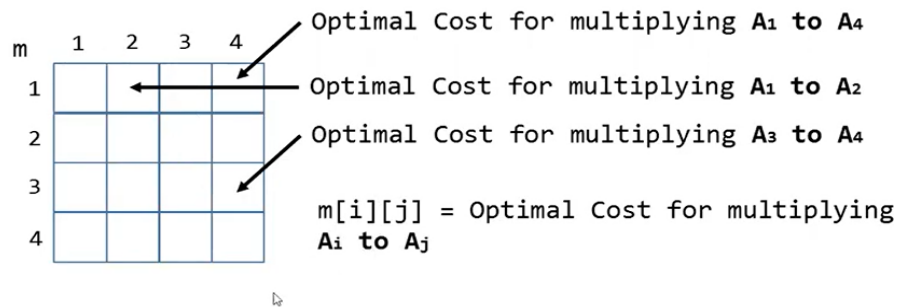 Optimal Cost for multiplying A₁ to A₄
m 1 2 3 4
1
Optimal Cost for multiplying A₁ to A₂
2
Optimal Cost for multiplying A₃ to A₄
3
m[i][j] = Optimal Cost for multiplying
Aᵢ to Aⱼ
4